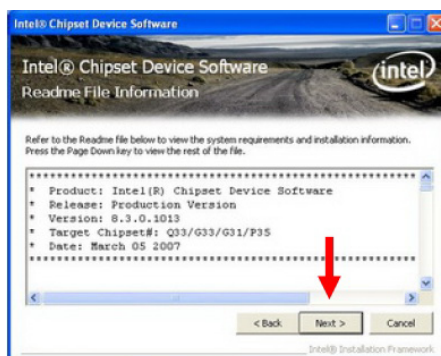 Intel® Chipset Device Software
Intel® Chipset Device Software
Readme File Information
intel
Refer to the Readme file below to view the system requirements and installation information.
Press the Page Down key to view the rest of the file.
****************************************************
* Product: Intel(R) Chipset Device Software
* Release: Production Version
* Version: 8.3.0.1013
* Target Chipset#: Q33/G33/G31/P35
* Date: March 05 2007
****************************************************
< Back Next > Cancel
Intel® Installation Framework